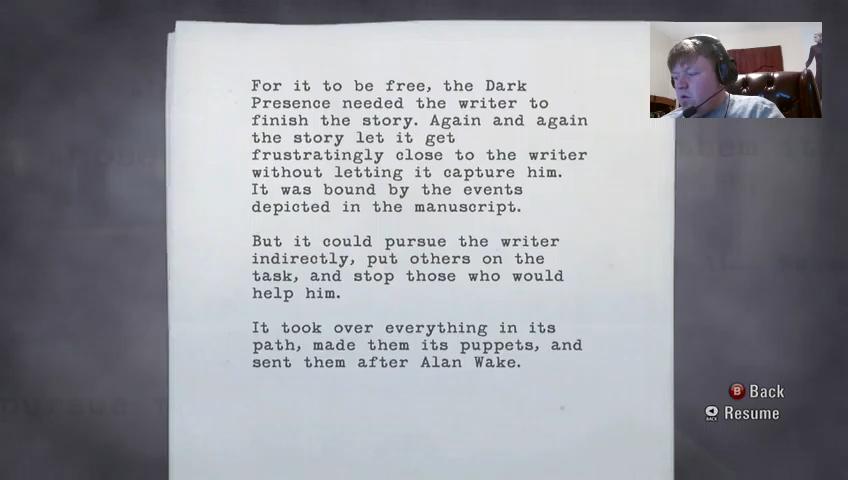 For it to be free, the Dark
Presence needed the writer to
finish the story. Again and again
the story let it get
frustratingly close to the writer
without letting it capture him.
It was bound by the events
depicted in the manuscript.
But it could pursue the writer
indirectly, put others on the
task, and stop those who would
help him.
It took over everything in its
path, made them its puppets, and
sent them after Alan Wake.
B Back
BACK Resume